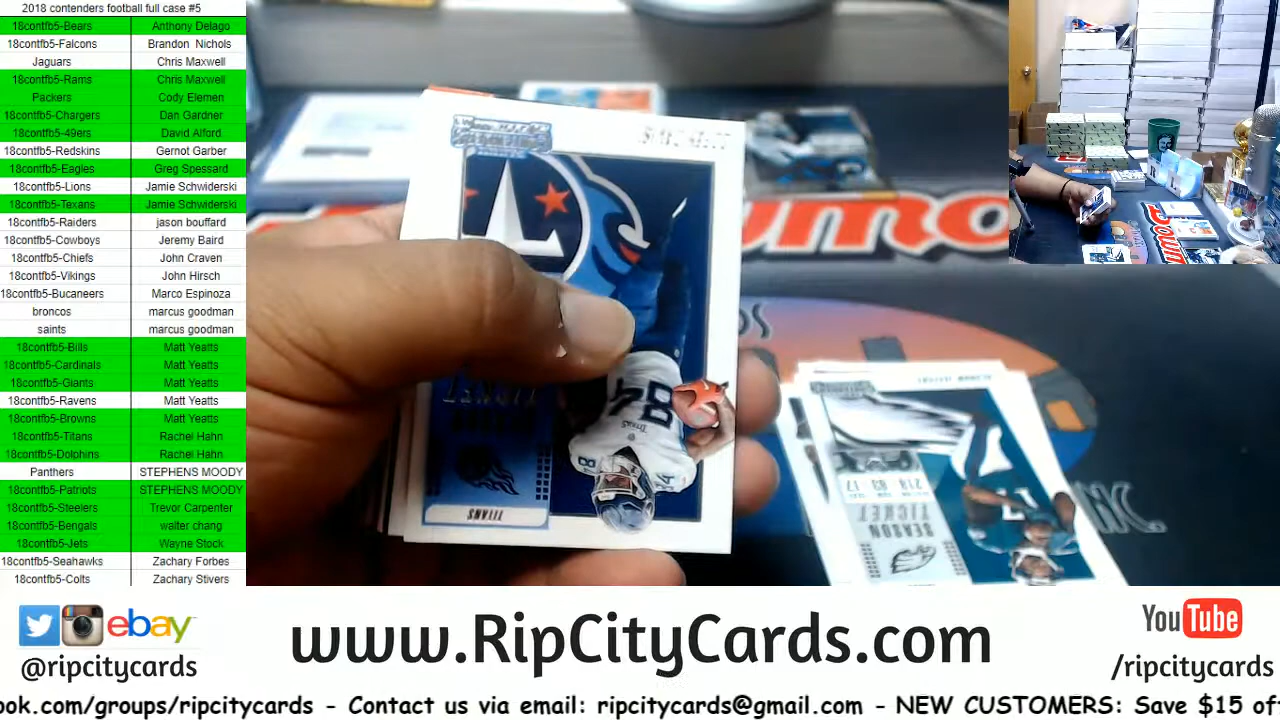 2018 contenders football full case #5
18contfb5-Bears Anthony Delago
18contfb5-Falcons Brandon Nichols
Jaguars Chris Maxwell
18contfb5-Rams Chris Maxwell
Packers Cody Elemen
18contfb5-Chargers Dan Gardner
18contfb5-49ers David Alford
18contfb5-Redskins Gernot Garber
18contfb5-Eagles Greg Spessard
18contfb5-Lions Jamie Schwiderski
18contfb5-Texans Jamie Schwiderski
18contfb5-Raiders jason bouffard
18contfb5-Cowboys Jeremy Baird
18contfb5-Chiefs John Craven
18contfb5-Vikings John Hirsch
18contfb5-Bucaneers Marco Espinoza
broncos marcus goodman
saints marcus goodman
18contfb5-Bills Matt Yeatts
18contfb5-Cardinals Matt Yeatts
18contfb5-Giants Matt Yeatts
18contfb5-Ravens Matt Yeatts
18contfb5-Browns Matt Yeatts
18contfb5-Titans Rachel Hahn
18contfb5-Dolphins Rachel Hahn
Panthers STEPHENS MOODY
18contfb5-Patriots STEPHENS MOODY
18contfb5-Steelers Trevor Carpenter
18contfb5-Bengals walter chang
18contfb5-Jets Wayne Stock
18contfb5-Seahawks Zachary Forbes
18contfb5-Colts Zachary Stivers
TITANS
84
TITANS
SEASON
TICKET
17
ebay
@ripcitycards
www.RipCityCards.com
YouTube
/ripcitycards
ook.com/groups/ripcitycards - Contact us via email: ripcitycards@gmail.com - NEW CUSTOMERS: Save $15 off